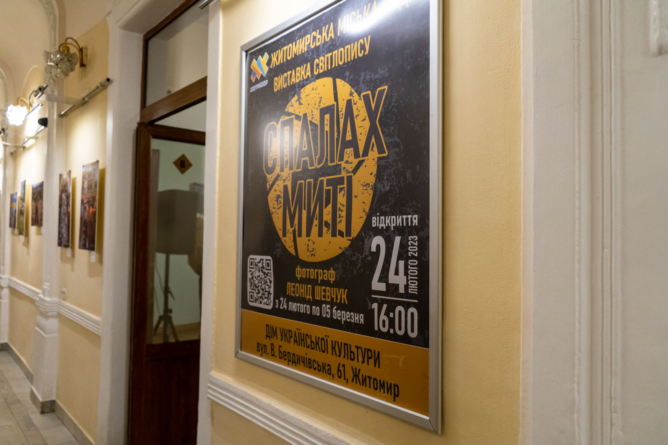 ЖИТОМИРСЬКА МІСЬКА
ВИСТАВКА СВІТЛОПИСУ
СПАЛАХ
МИТІ
відкриття
24
ЛЮТОГО 2023
16:00
фотограф
ЛЕОНІД ШЕВЧУК
з 24 лютого по 05 березня
ДІМ УКРАЇНСЬКОЇ КУЛЬТУРИ
вул. В. Бердичівська, 61, Житомир